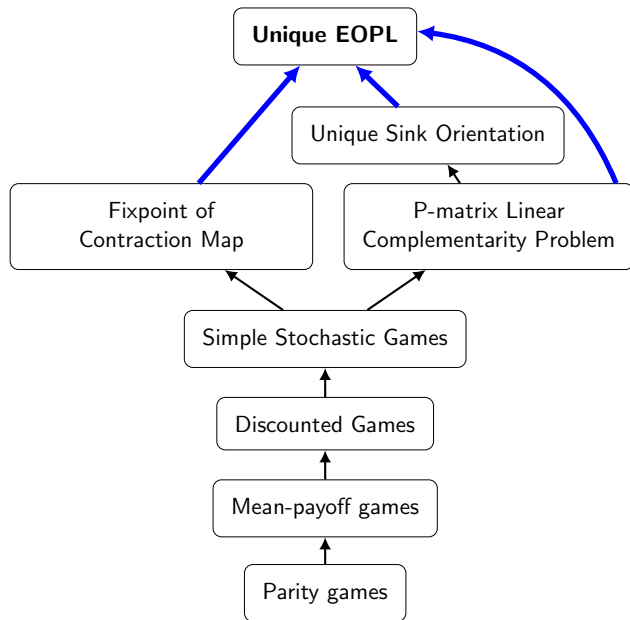 Unique EOPL
Unique Sink Orientation
Fixpoint of
Contraction Map
P-matrix Linear
Complementarity Problem
Simple Stochastic Games
Discounted Games
Mean-payoff games
Parity games